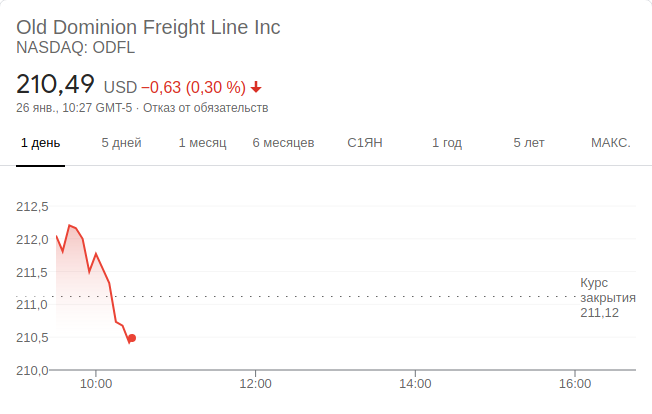 Old Dominion Freight Line Inc
NASDAQ: ODFL
210,49 USD −0,63 (0,30 %)
26 янв., 10:27 GMT-5 · Отказ от обязательств
1 день 5 дней 1 месяц 6 месяцев С1ЯН 1 год 5 лет МАКС.
212,5
212,0
211,5
Курс
закрытия
211,12
211,0
210,5
210,0
10:00 12:00 14:00 16:00